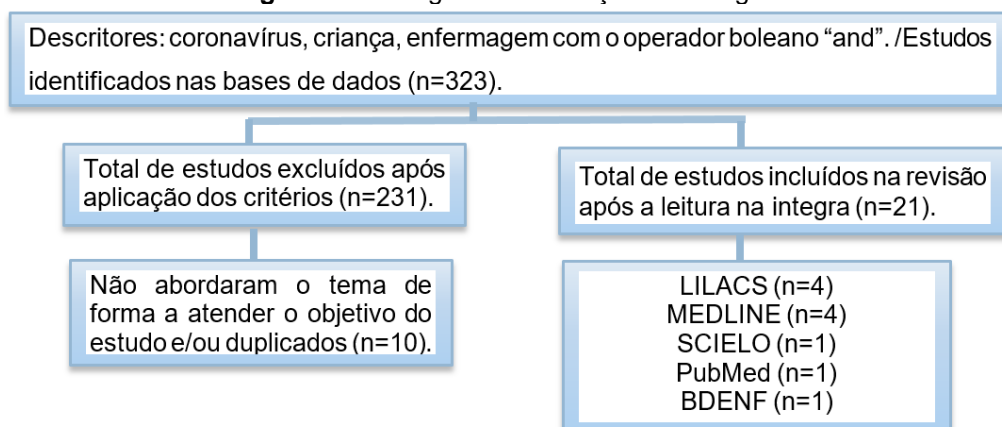 Descritores: coronavírus, criança, enfermagem com o operador boleano “and”. /Estudos
identificados nas bases de dados (n=323).
Total de estudos excluídos após
aplicação dos critérios (n=231).
Total de estudos incluídos na revisão
após a leitura na integra (n=21).
Não abordaram o tema de
forma a atender o objetivo do
estudo e/ou duplicados (n=10).
LILACS (n=4)
MEDLINE (n=4)
SCIELO (n=1)
PubMed (n=1)
BDENF (n=1)